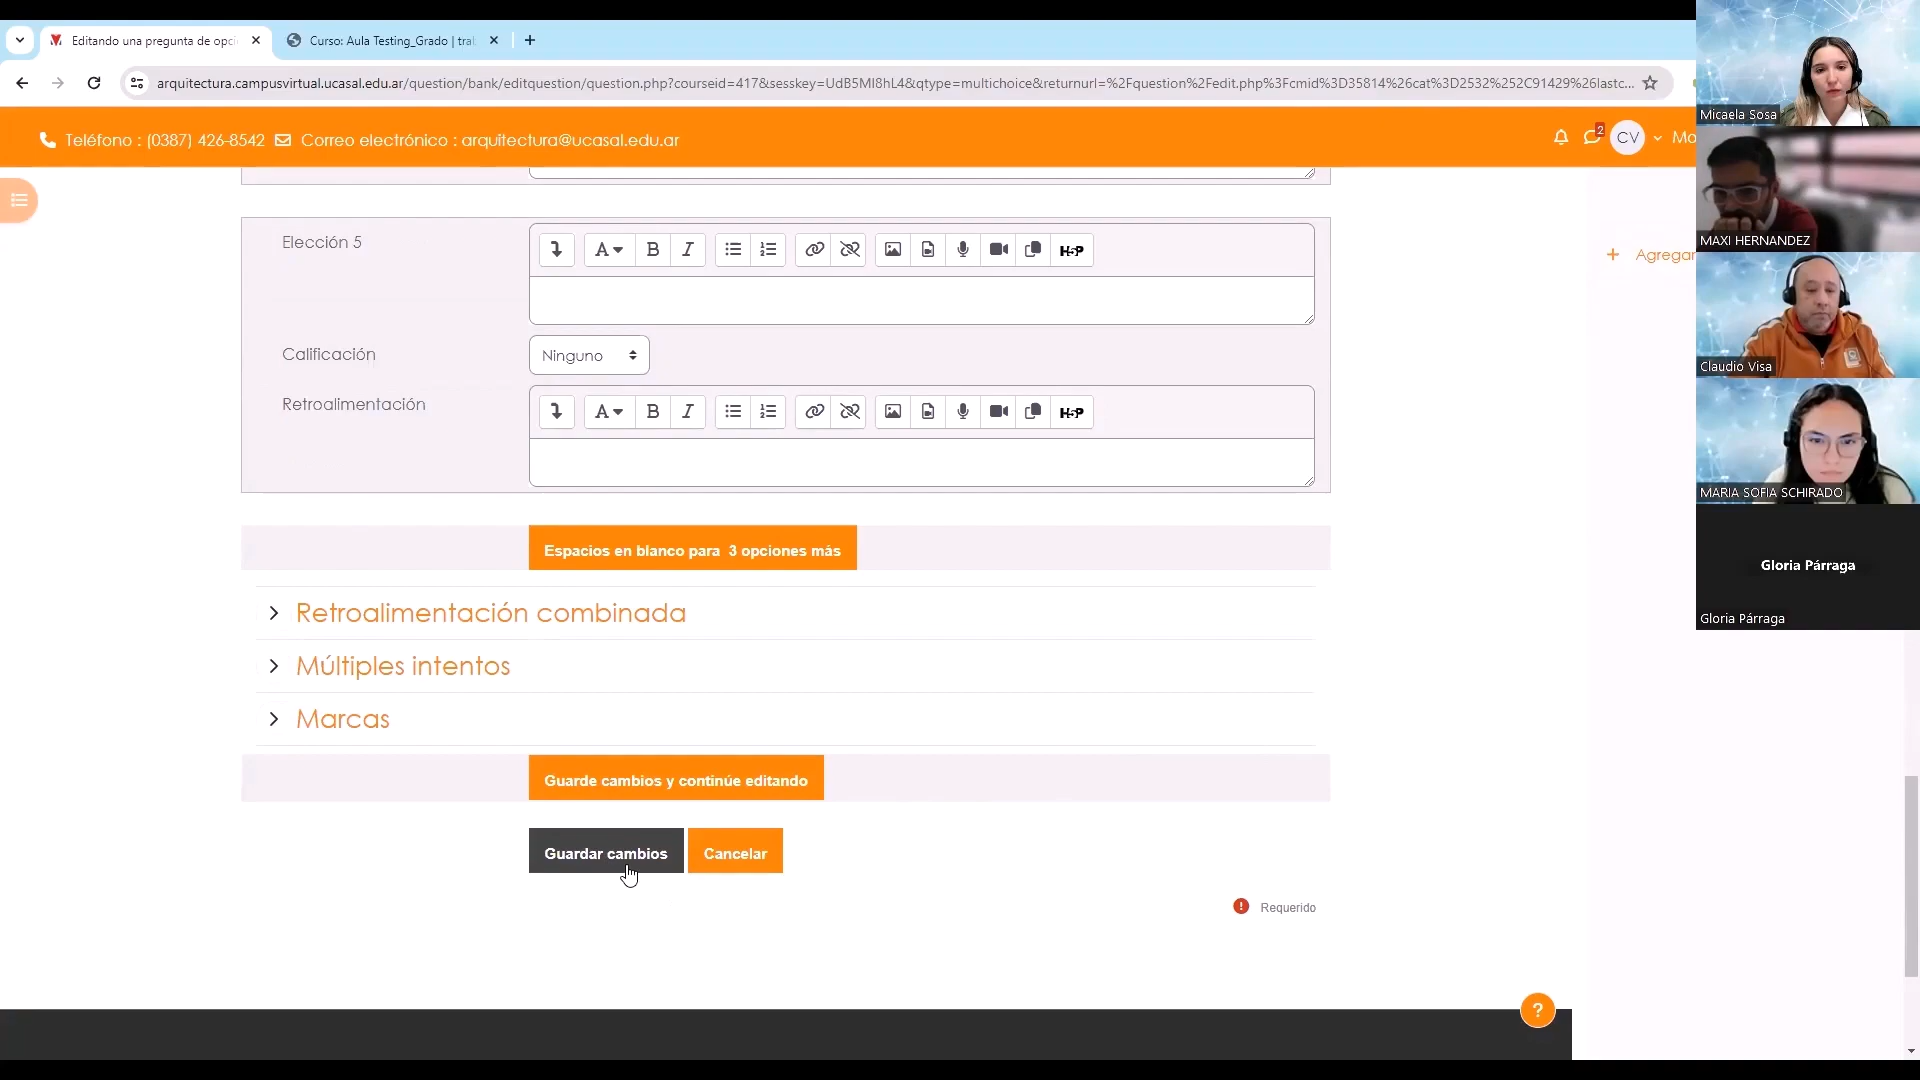 Editando una pregunta de opci
Curso: Aula Testing_Grado | tra
arquitectura.campusvirtual.ucasal.edu.ar/question/bank/editquestion/question.php?courseid=417&sesskey=UdB5MI8hL4&qtype=multichoice&returnurl=%2Fquestion%2Fedit.php%3Fcmid%3D35814%26cat%3D2532%252C91429%26lastc...
Teléfono : (0387) 426-8542
Correo electrónico : arquitectura@ucasal.edu.ar
2
CV
Mo
Agregar
Elección 5
A B I
H5P
Calificación
Ninguno
Retroalimentación
A B I
H5P
Espacios en blanco para 3 opciones más
Retroalimentación combinada
Múltiples intentos
Marcas
Guarde cambios y continúe editando
Guardar cambios
Cancelar
! Requerido
?
Micaela Sosa
MAXI HERNANDEZ
Claudio Visa
MARIA SOFIA SCHIRADO
Gloria Párraga
Gloria Párraga